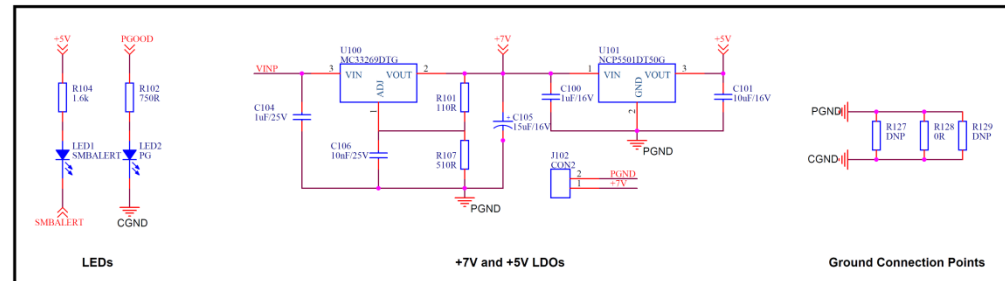 +5V
PGOOD
R104
1.6k
R102
750R
LED1
SMBALERT
LED2
PG
SMBALERT
CGND
LEDs
+7V
+5V
VINP
U100
MC33269DTG
3 VIN VOUT 2
ADJ
1
C104
1uF/25V
C106
10nF/25V
R101
110R
R107
510R
C105
15uF/16V
PGND
C100
1uF/16V
U101
NCP5501DT50G
1 VIN VOUT 3
GND
2
C101
10uF/16V
PGND
J102
CON2
2 PGND
1 +7V
+7V and +5V LDOs
PGND
R127
DNP
R128
0R
R129
DNP
CGND
Ground Connection Points